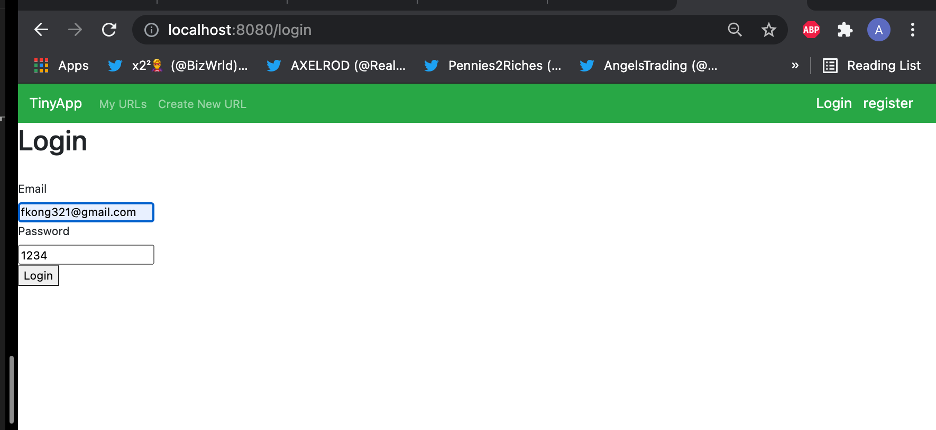 localhost:8080/login
ABP
A
Apps x2² (@BizWrld)... AXELROD (@Real... Pennies2Riches (... AngelsTrading (@... » Reading List
TinyApp My URLs Create New URL Login register
Login
Email
fkong321@gmail.com
Password
1234
Login